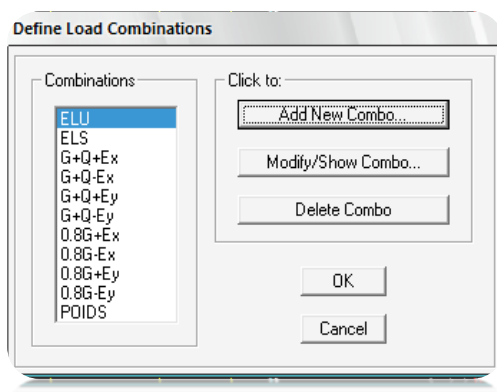 Define Load Combinations
Combinations
ELU
ELS
G+Q+Ex
G+Q-Ex
G+Q+Ey
G+Q-Ey
0.8G+Ex
0.8G-Ex
0.8G+Ey
0.8G-Ey
POIDS
Click to:
Add New Combo...
Modify/Show Combo...
Delete Combo
OK
Cancel